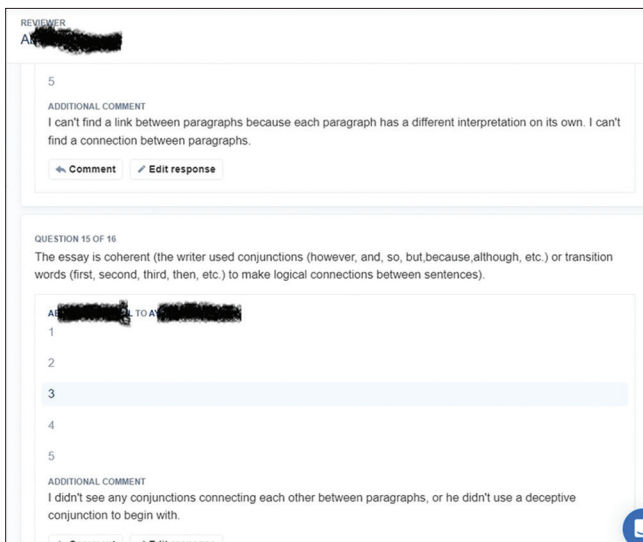 REVIEWER
A
5
ADDITIONAL COMMENT
I can't find a link between paragraphs because each paragraph has a different interpretation on its own. I can't
find a connection between paragraphs.
Comment Edit response
QUESTION 15 OF 16
The essay is coherent (the writer used conjunctions (however, and, so, but,because,although, etc.) or transition
words (first, second, third, then, etc.) to make logical connections between sentences).
L TO
1
2
3
4
5
ADDITIONAL COMMENT
I didn't see any conjunctions connecting each other between paragraphs, or he didn't use a deceptive
conjunction to begin with.